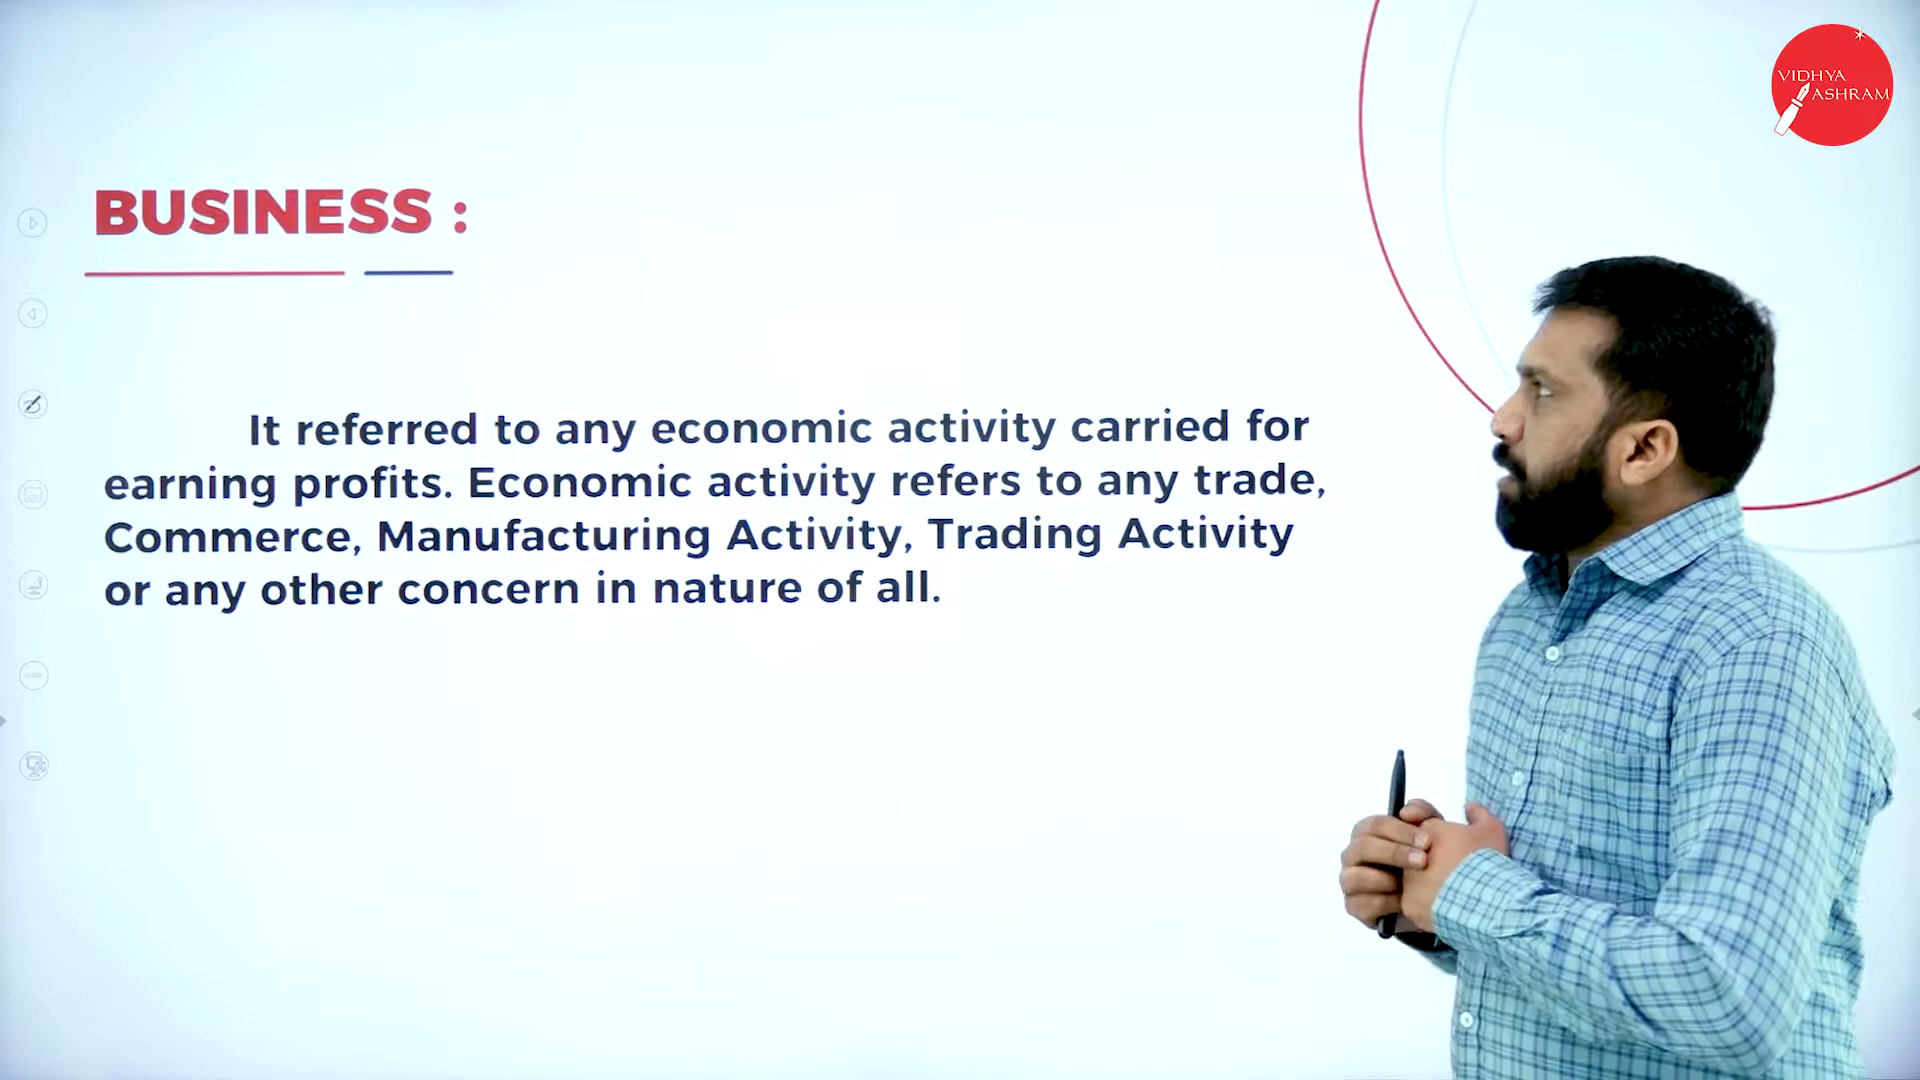 VIDHYA
ASHRAM
BUSINESS :
It referred to any economic activity carried for
earning profits. Economic activity refers to any trade,
Commerce, Manufacturing Activity, Trading Activity
or any other concern in nature of all.